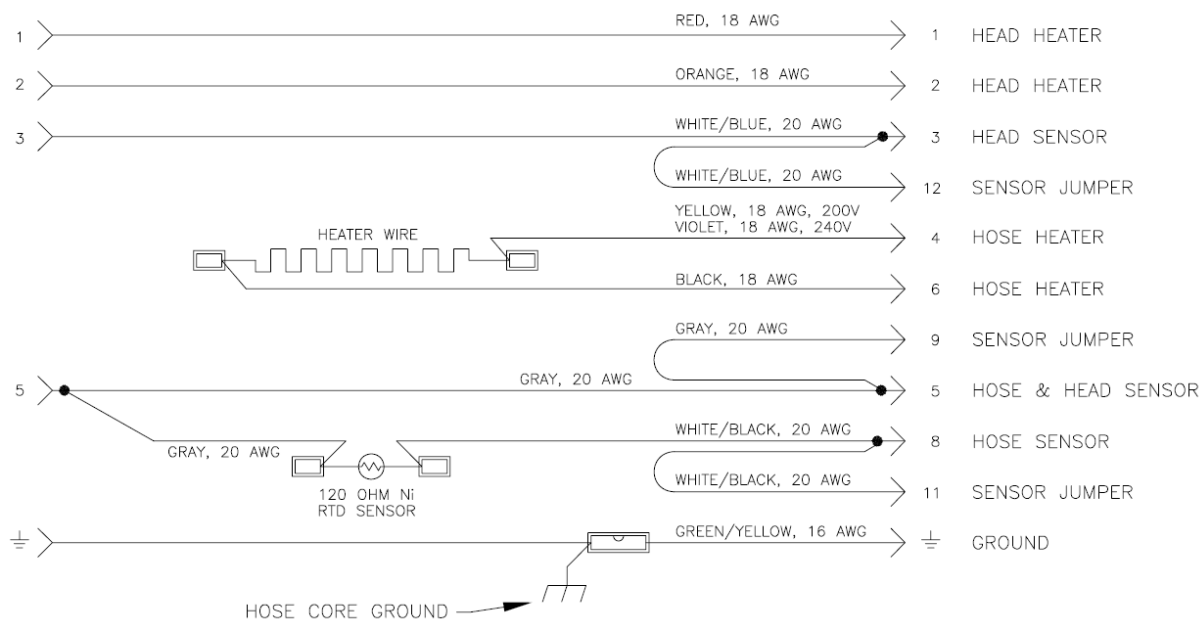 1 RED, 18 AWG 1 HEAD HEATER
2 ORANGE, 18 AWG 2 HEAD HEATER
3 WHITE/BLUE, 20 AWG 3 HEAD SENSOR
WHITE/BLUE, 20 AWG 12 SENSOR JUMPER
YELLOW, 18 AWG, 200V
VIOLET, 18 AWG, 240V
HEATER WIRE 4 HOSE HEATER
BLACK, 18 AWG 6 HOSE HEATER
GRAY, 20 AWG 9 SENSOR JUMPER
5 GRAY, 20 AWG 5 HOSE & HEAD SENSOR
WHITE/BLACK, 20 AWG 8 HOSE SENSOR
GRAY, 20 AWG
WHITE/BLACK, 20 AWG 11 SENSOR JUMPER
120 OHM Ni
RTD SENSOR
GREEN/YELLOW, 16 AWG GROUND
HOSE CORE GROUND